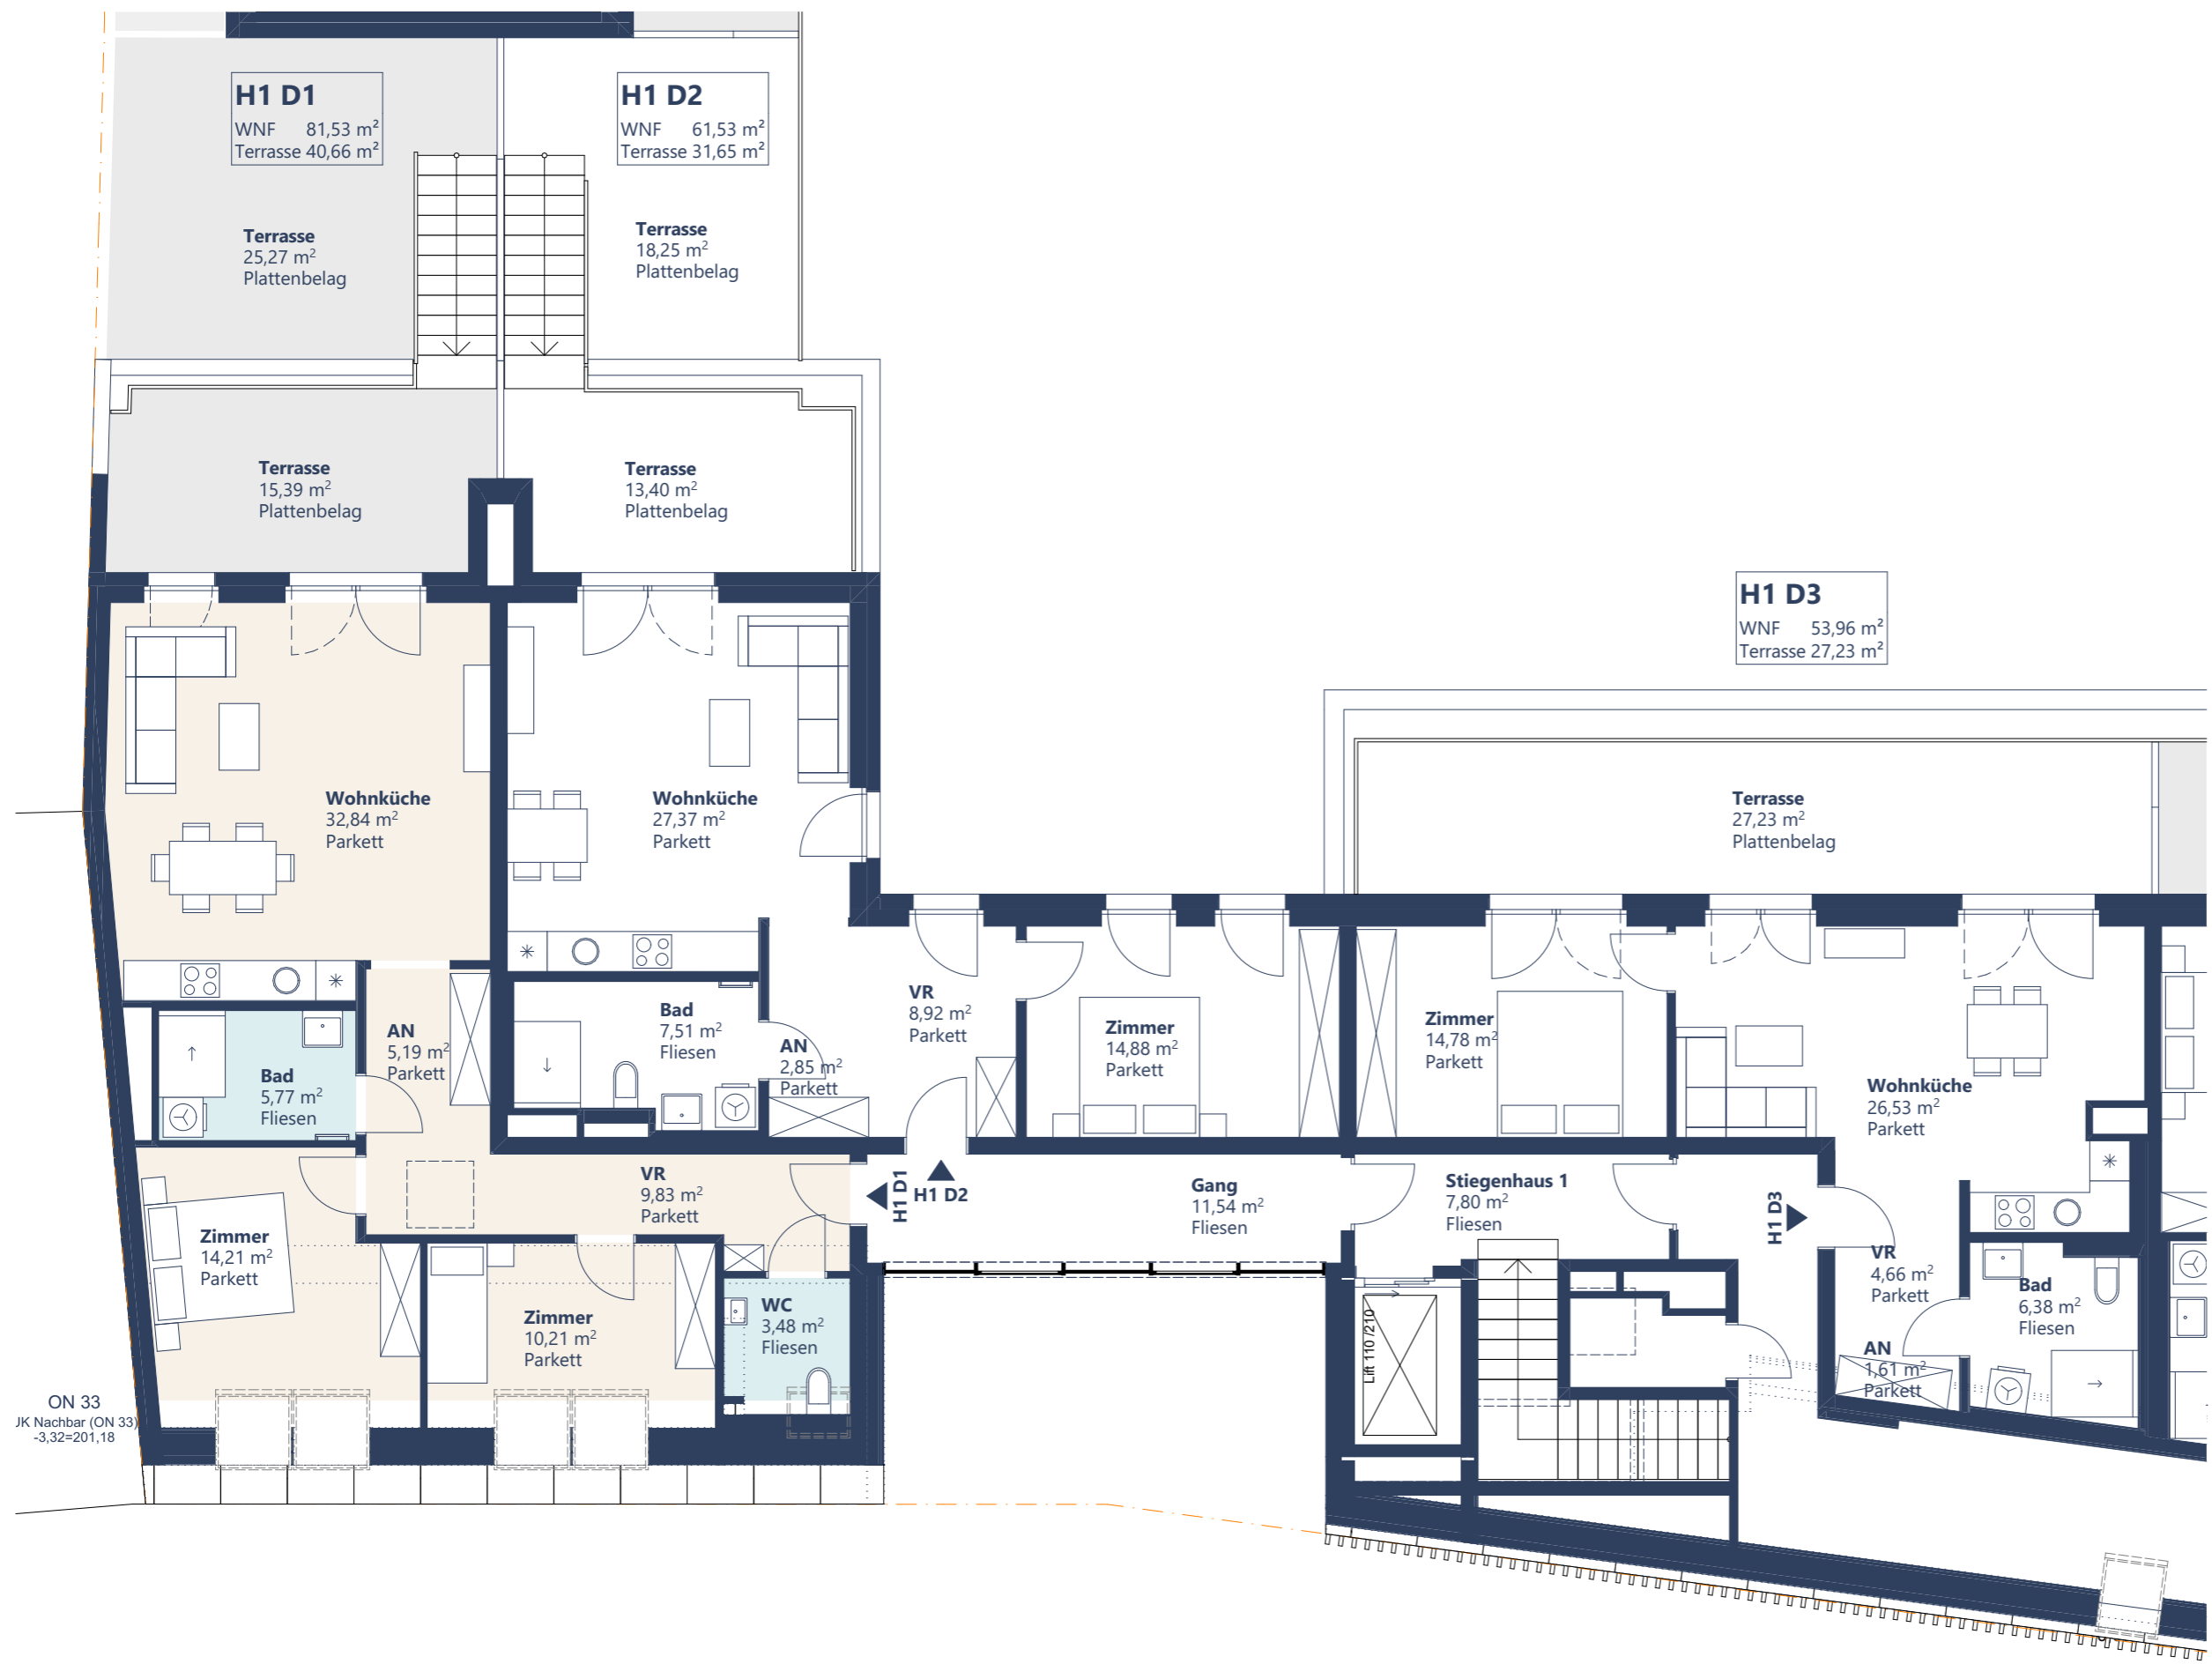 H1 D1
WNF 81,53 m²
Terrasse 40,66 m²
H1 D2
WNF 61,53 m²
Terrasse 31,65 m²
Terrasse
25,27 m²
Plattenbelag
Terrasse
18,25 m²
Plattenbelag
Terrasse
15,39 m²
Plattenbelag
Terrasse
13,40 m²
Plattenbelag
H1 D3
WNF 53,96 m²
Terrasse 27,23 m²
Wohnküche
32,84 m²
Parkett
Wohnküche
27,37 m²
Parkett
Terrasse
27,23 m²
Plattenbelag
AN
5,19 m²
Parkett
Bad
7,51 m²
Fliesen
AN
2,85 m²
Parkett
VR
8,92 m²
Parkett
Zimmer
14,88 m²
Parkett
Zimmer
14,78 m²
Parkett
Wohnküche
26,53 m²
Parkett
Bad
5,77 m²
Fliesen
VR
9,83 m²
Parkett
H1 D1
H1 D2
Gang
11,54 m²
Fliesen
Stiegenhaus 1
7,80 m²
Fliesen
H1 D3
Zimmer
14,21 m²
Parkett
Zimmer
10,21 m²
Parkett
WC
3,48 m²
Fliesen
Lift 110 /210
VR
4,66 m²
Parkett
Bad
6,38 m²
Fliesen
AN
1,61 m²
Parkett
ON 33
JK Nachbar (ON 33)
-3,32=201,18